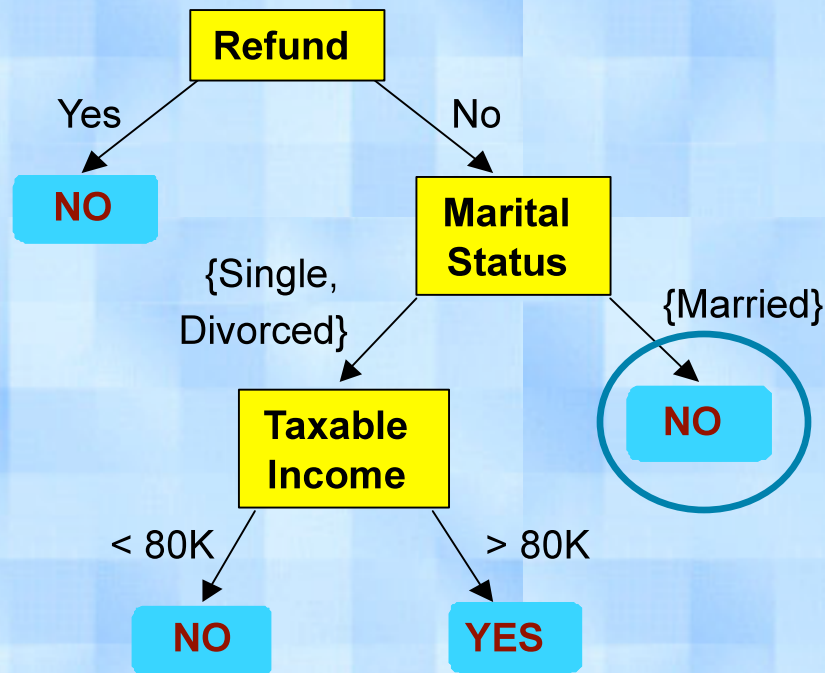 Refund
Yes
No
NO
Marital
Status
{Single,
Divorced}
{Married}
Taxable
Income
NO
< 80K
> 80K
NO
YES